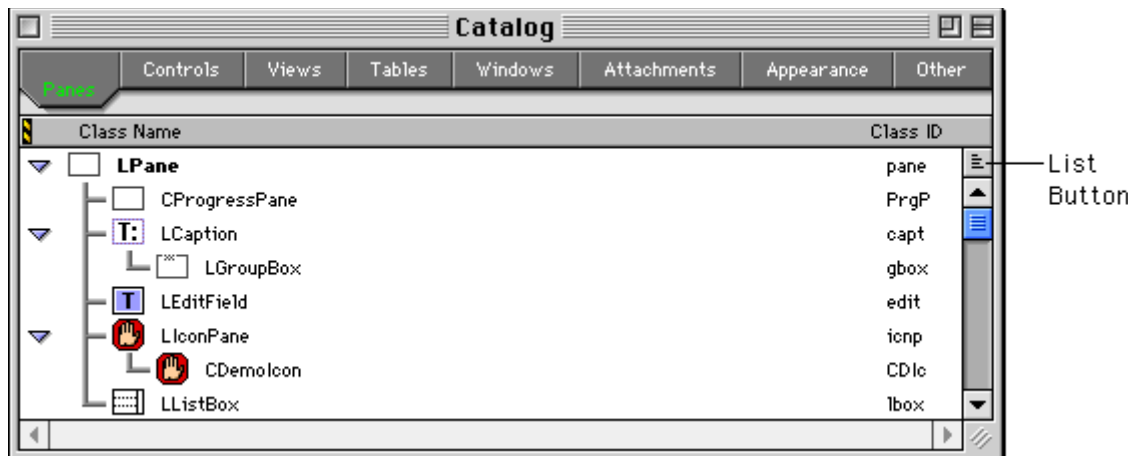 Catalog
Panes Controls Views Tables Windows Attachments Appearance Other
Class Name Class ID
LPane pane
CProgressPane PrgP
T: LCaption capt
LGroupBox gbox
T LEditField edit
LIconPane icnp
CDemoIcon CDIc
LListBox lbox
List
Button